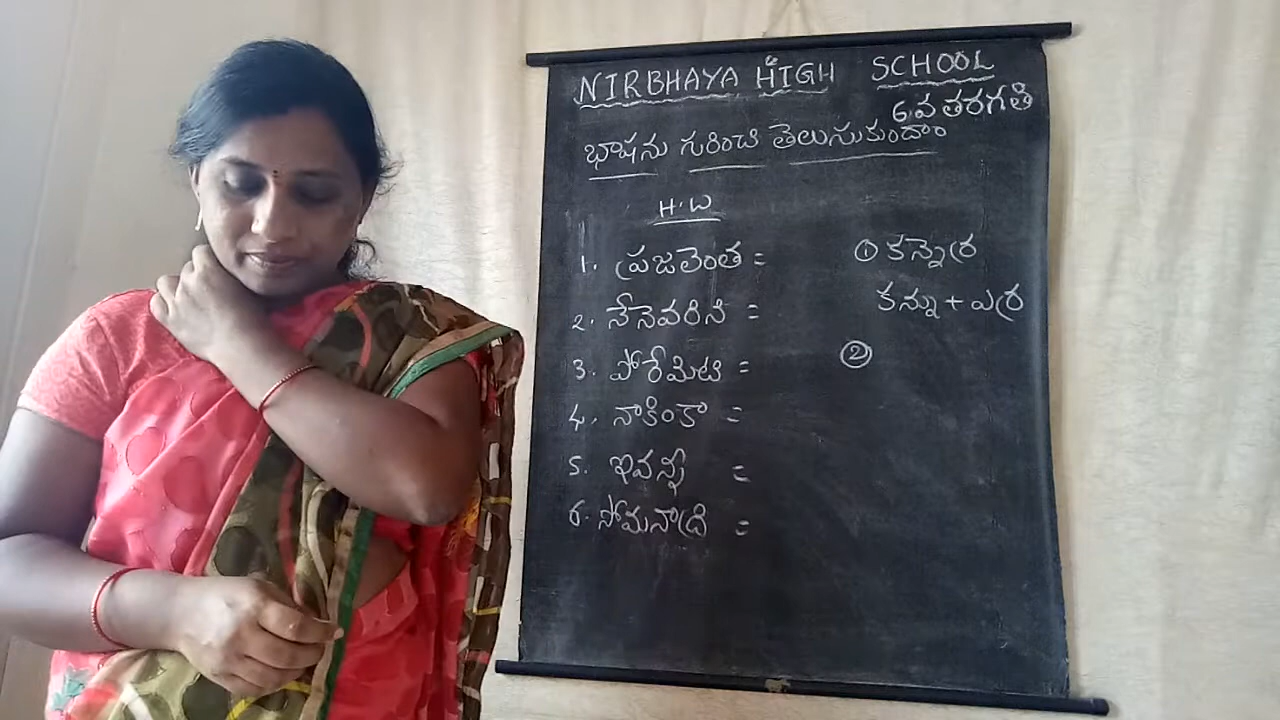 NIRBHAYA HIGH SCHOOL
6వ తరగతి
భాషను గురించి తెలుసుకుందాం
H.W
1. ప్రజలెంత =
2. నేనెవరిని =
3. పోరేమిటి =
4. నాకింకా =
5. ఇవన్నీ =
6. సోమనాద్రి =
① కన్నెర్ర
కన్ను + ఎర్ర
②